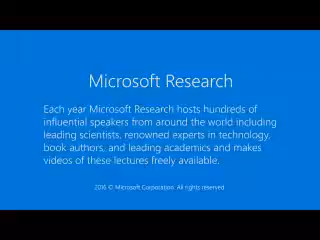 Microsoft Research
Each year Microsoft Research hosts hundreds of
influential speakers from around the world including
leading scientists, renowned experts in technology,
book authors, and leading academics and makes
videos of these lectures freely available.
2016 © Microsoft Corporation. All rights reserved.